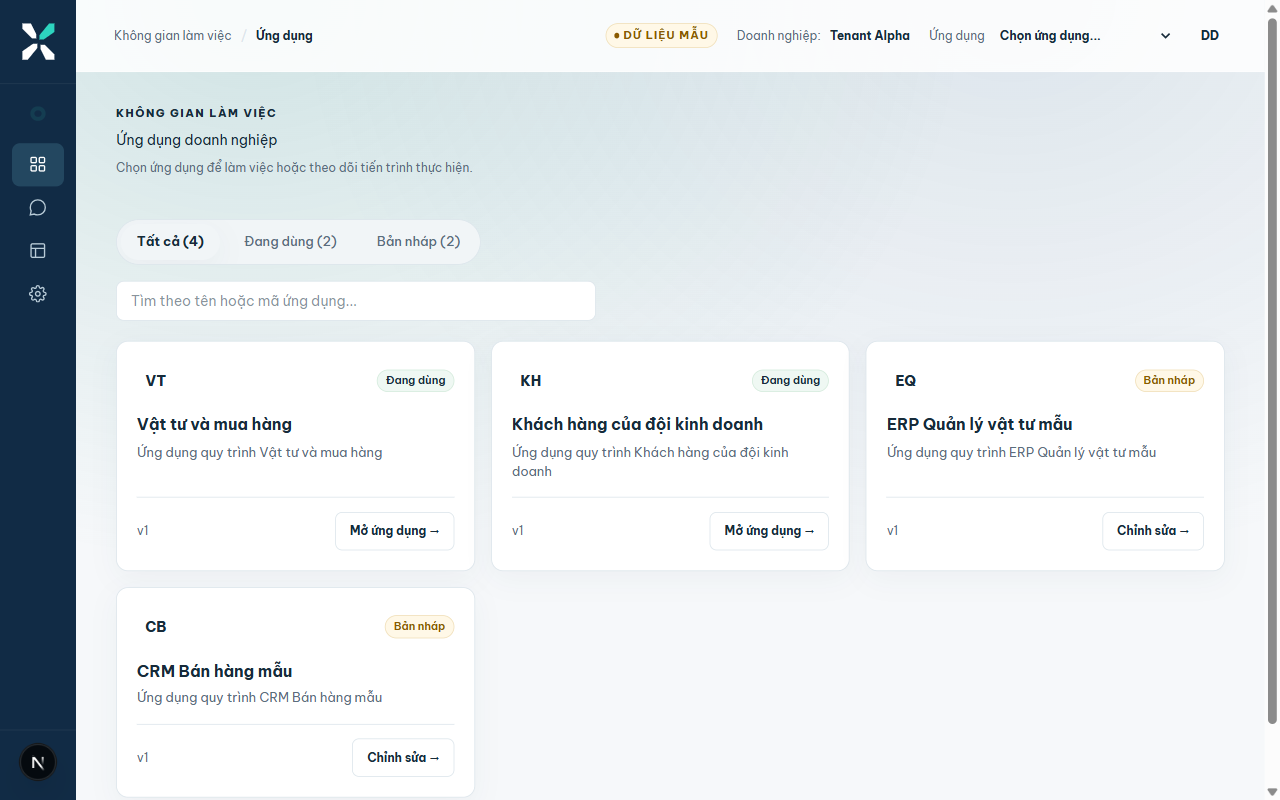 Không gian làm việc / Ứng dụng
• DỮ LIỆU MẪU
Doanh nghiệp: Tenant Alpha
Ứng dụng Chọn ứng dụng...
DD
KHÔNG GIAN LÀM VIỆC
Ứng dụng doanh nghiệp
Chọn ứng dụng để làm việc hoặc theo dõi tiến trình thực hiện.
Tất cả (4) Đang dùng (2) Bản nháp (2)
Tìm theo tên hoặc mã ứng dụng...
VT Đang dùng
Vật tư và mua hàng
Ứng dụng quy trình Vật tư và mua hàng
v1 Mở ứng dụng →
KH Đang dùng
Khách hàng của đội kinh doanh
Ứng dụng quy trình Khách hàng của đội kinh
doanh
v1 Mở ứng dụng →
EQ Bản nháp
ERP Quản lý vật tư mẫu
Ứng dụng quy trình ERP Quản lý vật tư mẫu
v1 Chỉnh sửa →
CB Bản nháp
CRM Bán hàng mẫu
Ứng dụng quy trình CRM Bán hàng mẫu
v1 Chỉnh sửa →
N